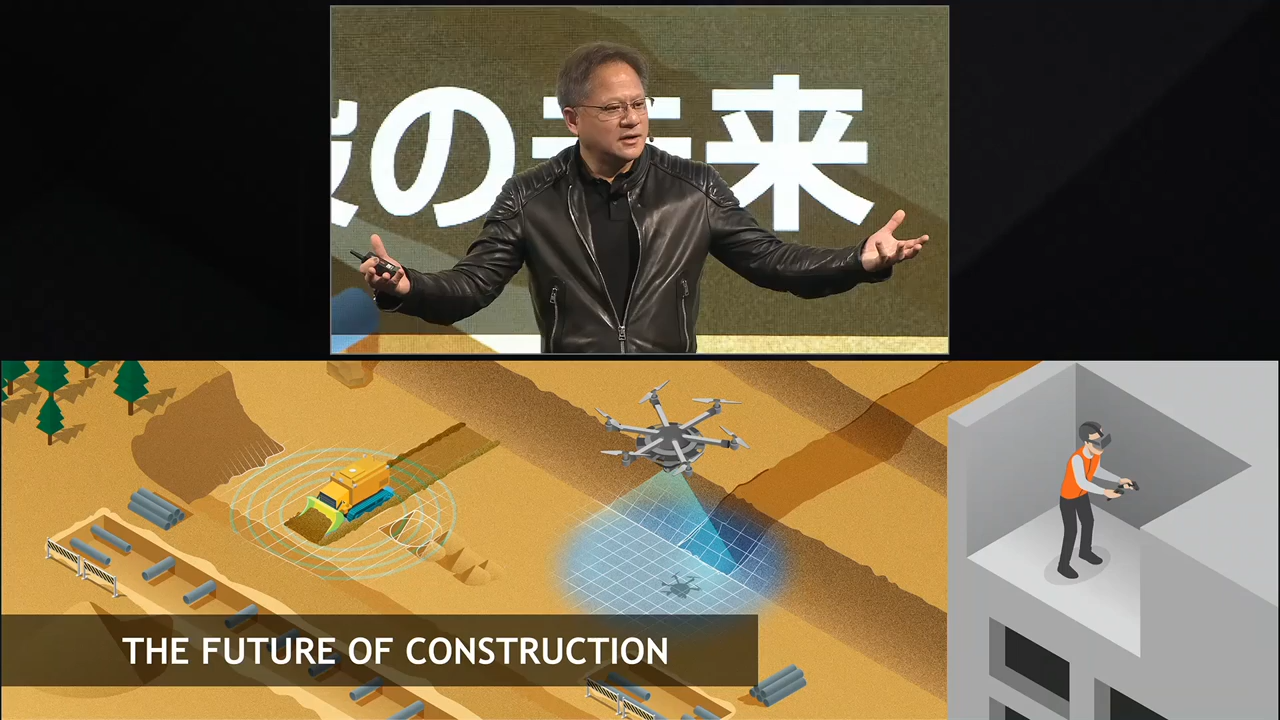 の未来
THE FUTURE OF CONSTRUCTION